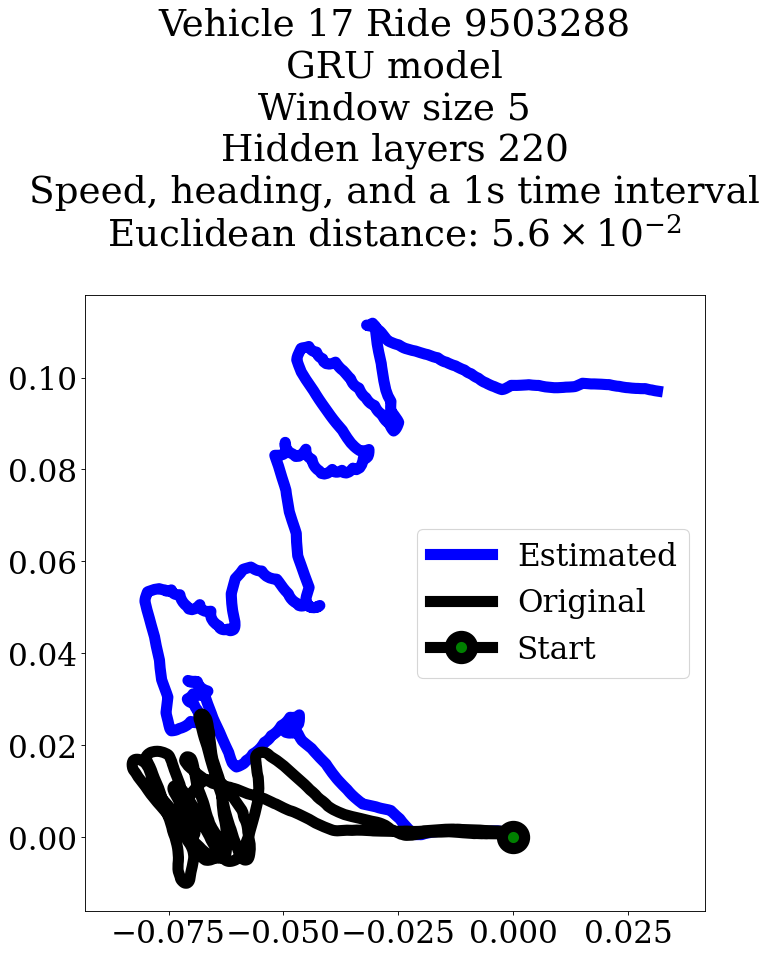 Vehicle 17 Ride 9503288
GRU model
Window size 5
Hidden layers 220
Speed, heading, and a 1s time interval
Euclidean distance: 5.6 × 10⁻²
0.10
0.08
0.06
0.04
0.02
0.00
Estimated
Original
Start
−0.075 −0.050 −0.025 0.000 0.025